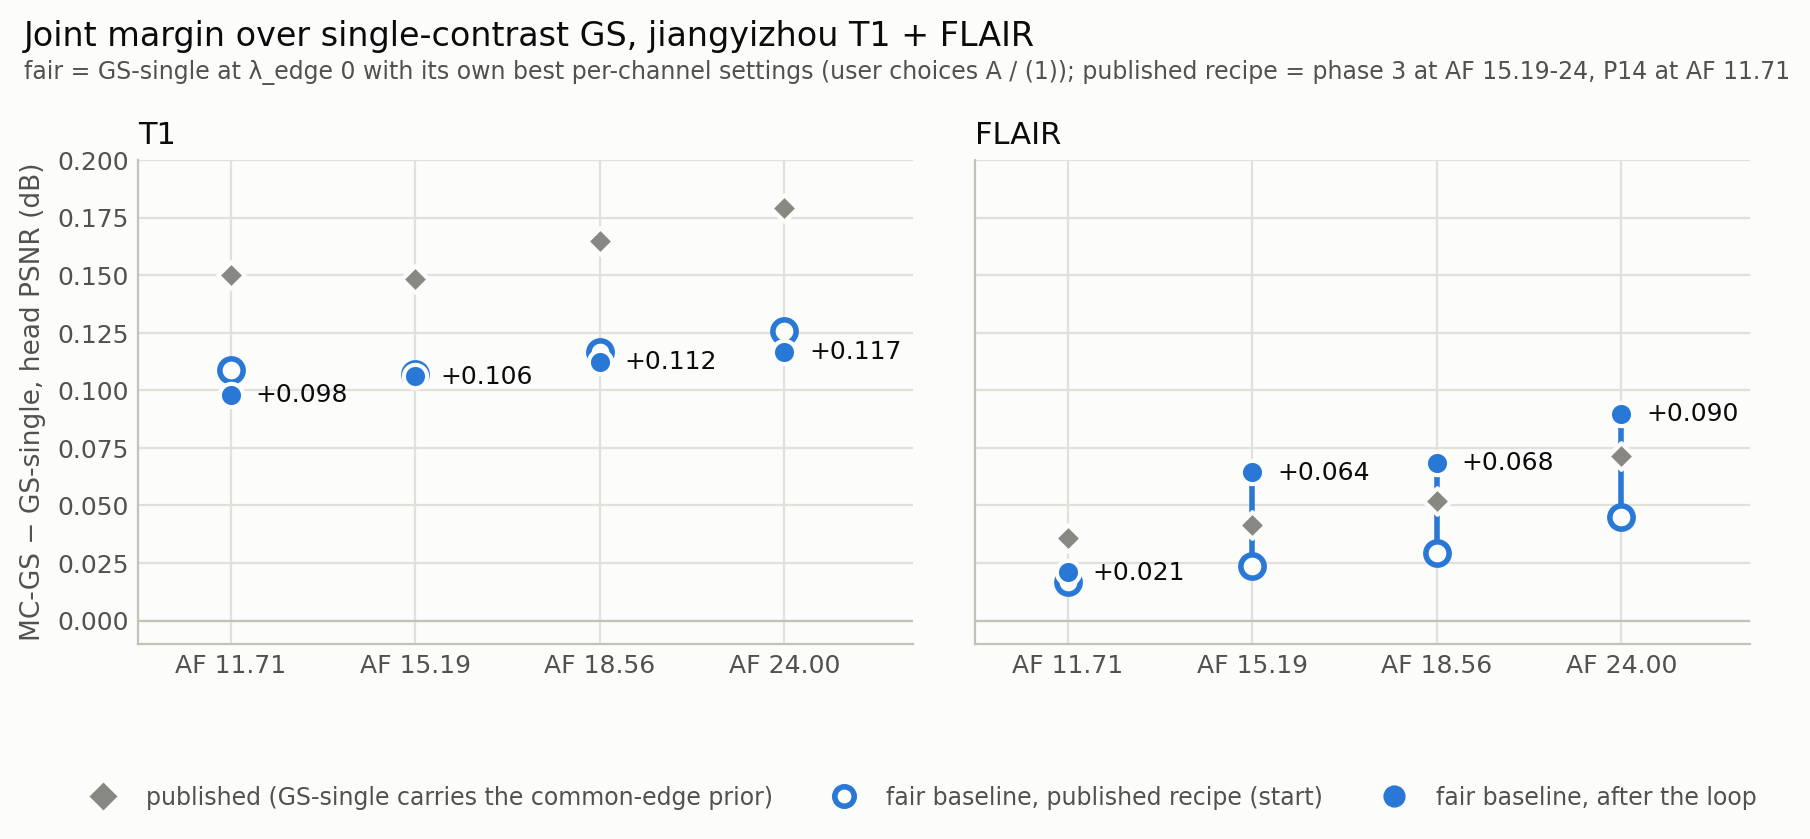 Joint margin over single-contrast GS, jiangyizhou T1 + FLAIR
fair = GS-single at λ_edge 0 with its own best per-channel settings (user choices A / (1)); published recipe = phase 3 at AF 15.19-24, P14 at AF 11.71
T1
FLAIR
MC-GS − GS-single, head PSNR (dB)
0.200
0.175
0.150
0.125
0.100
0.075
0.050
0.025
0.000
+0.098
+0.106
+0.112
+0.117
+0.021
+0.064
+0.068
+0.090
AF 11.71
AF 15.19
AF 18.56
AF 24.00
AF 11.71
AF 15.19
AF 18.56
AF 24.00
published (GS-single carries the common-edge prior)
fair baseline, published recipe (start)
fair baseline, after the loop